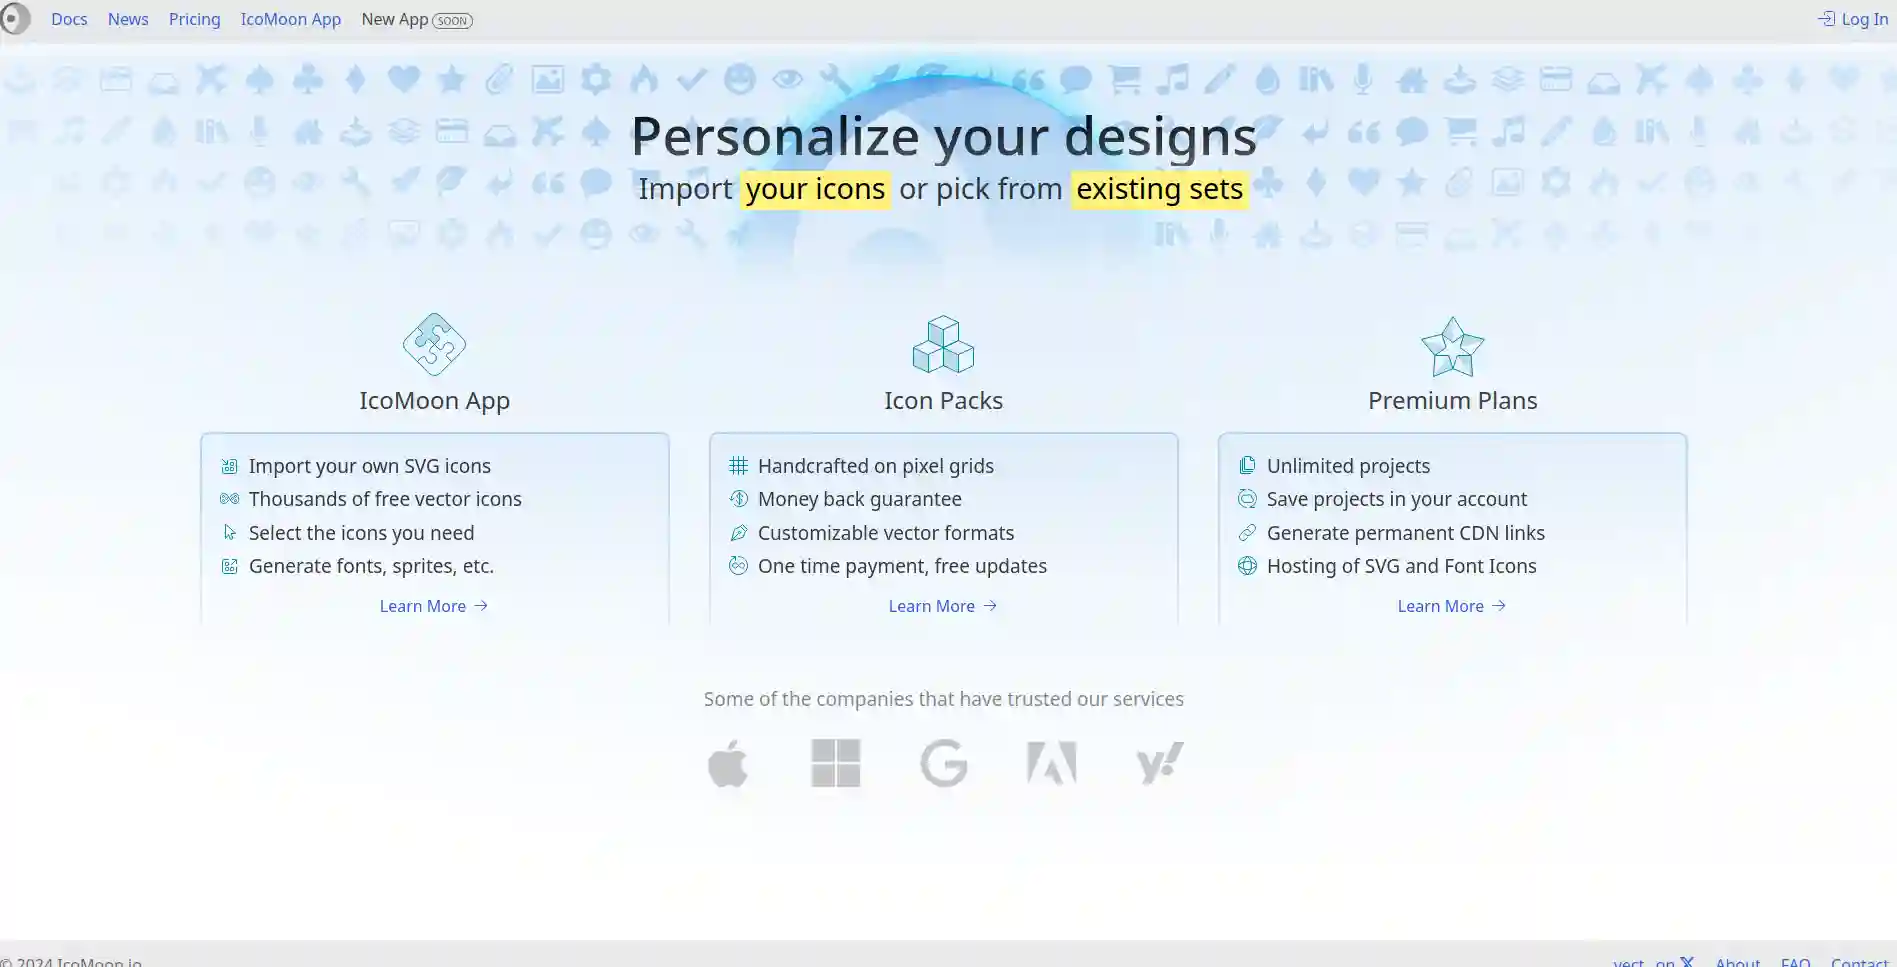 Docs News Pricing IcoMoon App New App SOON Log In
Personalize your designs
Import your icons or pick from existing sets
IcoMoon App
Import your own SVG icons
Thousands of free vector icons
Select the icons you need
Generate fonts, sprites, etc.
Learn More →
Icon Packs
Handcrafted on pixel grids
Money back guarantee
Customizable vector formats
One time payment, free updates
Learn More →
Premium Plans
Unlimited projects
Save projects in your account
Generate permanent CDN links
Hosting of SVG and Font Icons
Learn More →
Some of the companies that have trusted our services
© 2024 IcoMoon.io
on X About FAQ Contact